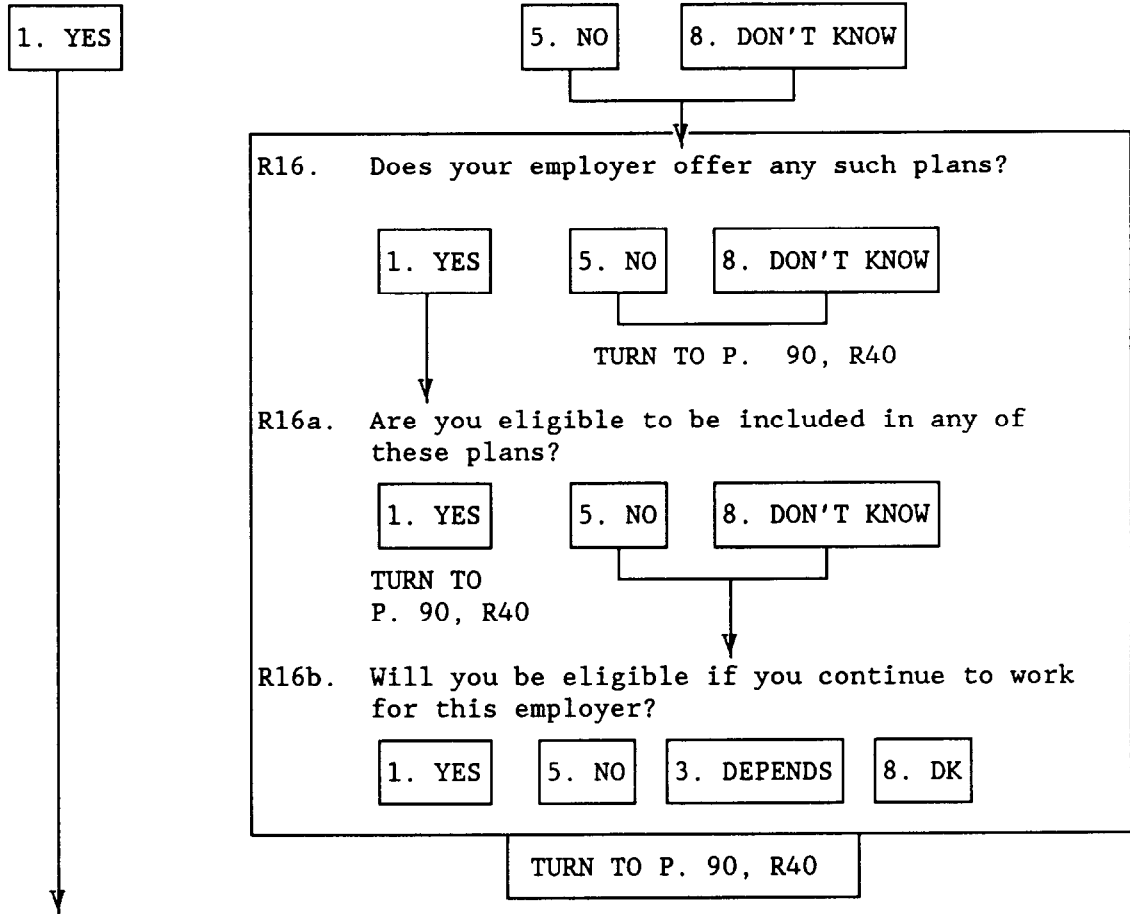 1. YES 5. NO 8. DON'T KNOW
R16. Does your employer offer any such plans?
1. YES 5. NO 8. DON'T KNOW
TURN TO P. 90, R40
R16a. Are you eligible to be included in any of
these plans?
1. YES 5. NO 8. DON'T KNOW
TURN TO
P. 90, R40
R16b. Will you be eligible if you continue to work
for this employer?
1. YES 5. NO 3. DEPENDS 8. DK
TURN TO P. 90, R40